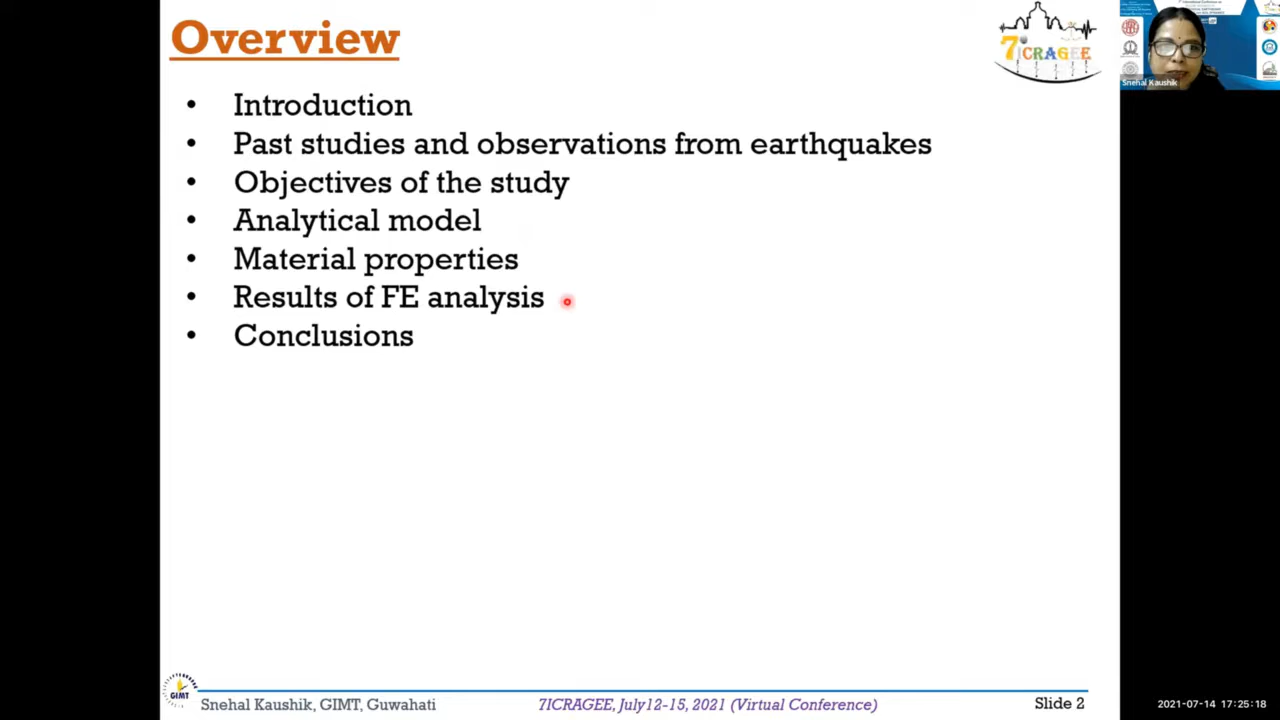 Overview
7ICRAGEE
Snehal Kaushik
• Introduction
• Past studies and observations from earthquakes
• Objectives of the study
• Analytical model
• Material properties
• Results of FE analysis
• Conclusions
GIMT
Snehal Kaushik, GIMT, Guwahati
7ICRAGEE, July12-15, 2021 (Virtual Conference)
Slide 2
2021-07-14 17:25:18